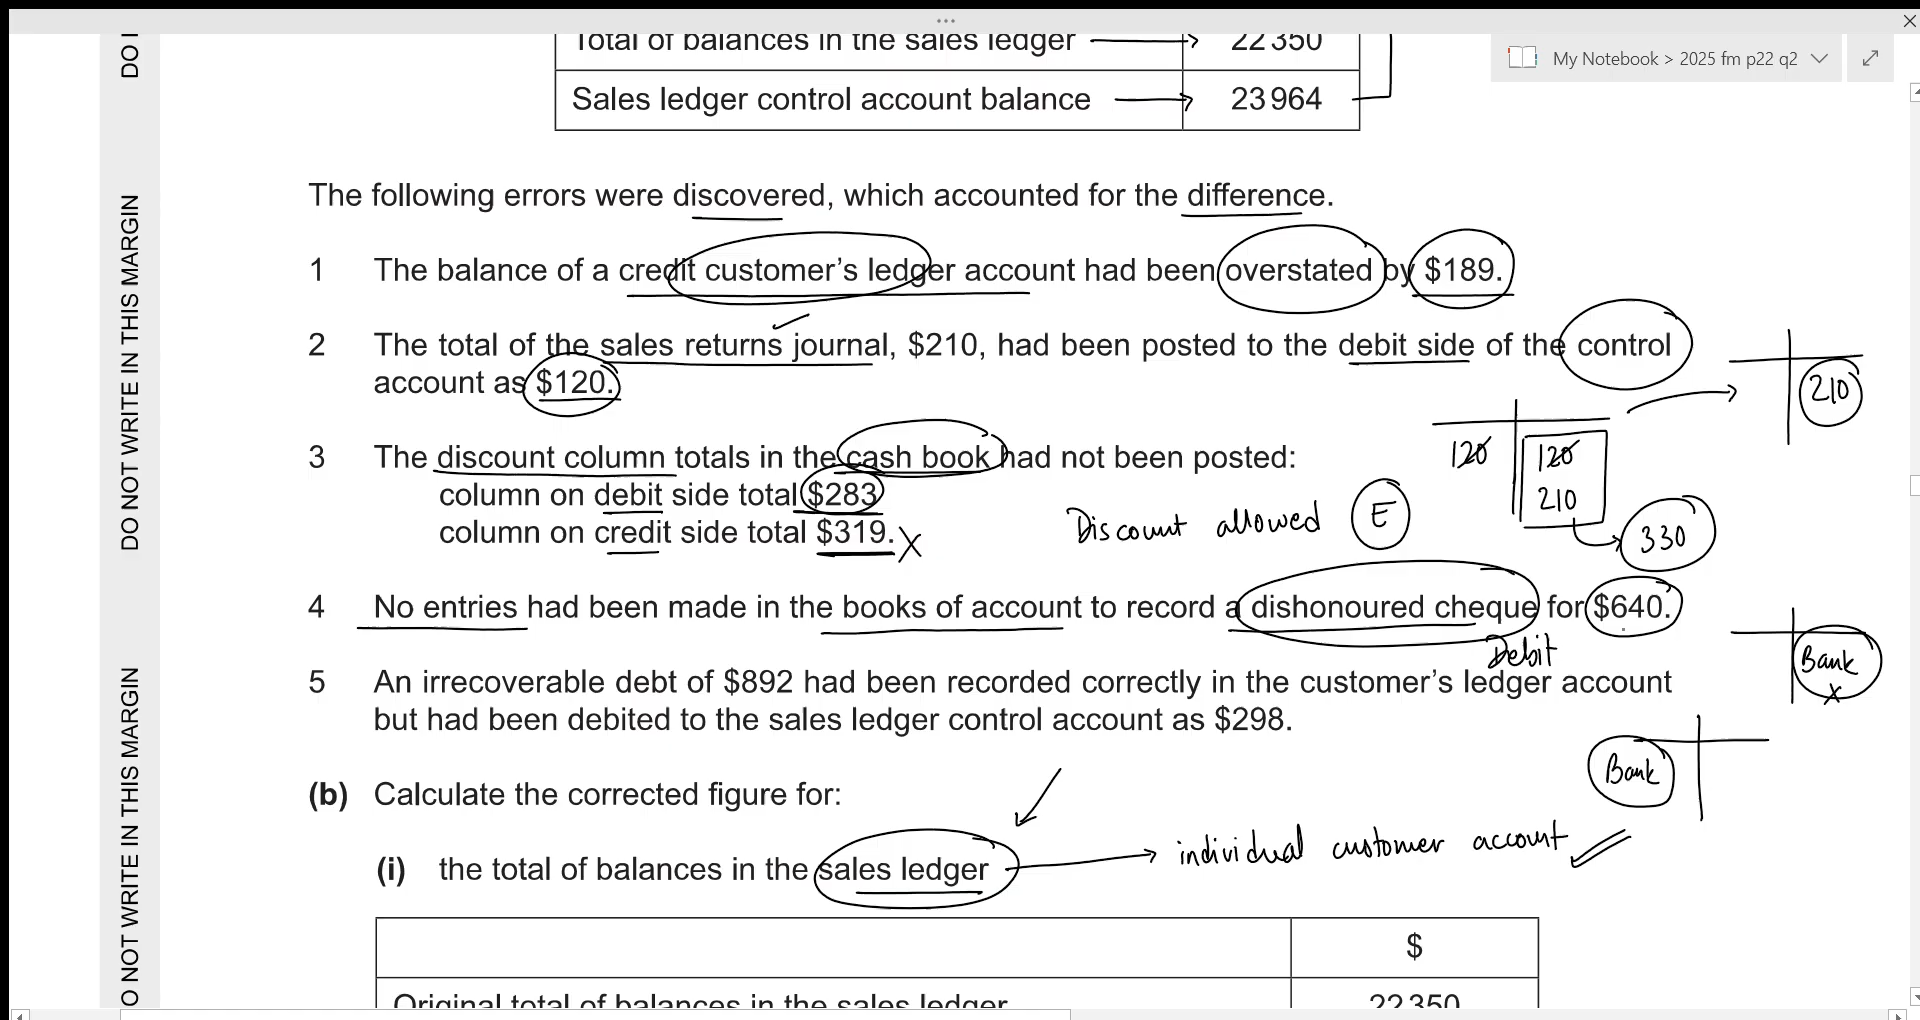 My Notebook > 2025 fm p22 q2
DO NOT WRITE IN THIS MARGIN
DO NOT WRITE IN THIS MARGIN
Total of balances in the sales ledger 22 350
Sales ledger control account balance 23 964
The following errors were discovered, which accounted for the difference.
1 The balance of a credit customer's ledger account had been overstated by $189.
2 The total of the sales returns journal, $210, had been posted to the debit side of the control
account as $120.
210
120 120
210
330
3 The discount column totals in the cash book had not been posted:
column on debit side total $283
column on credit side total $319. X
Discount allowed E
4 No entries had been made in the books of account to record a dishonoured cheque for $640.
Debit
Bank
X
5 An irrecoverable debt of $892 had been recorded correctly in the customer's ledger account
but had been debited to the sales ledger control account as $298.
Bank
(b) Calculate the corrected figure for:
(i) the total of balances in the sales ledger
individual customer account
$
Original total of balances in the sales ledger 22 350